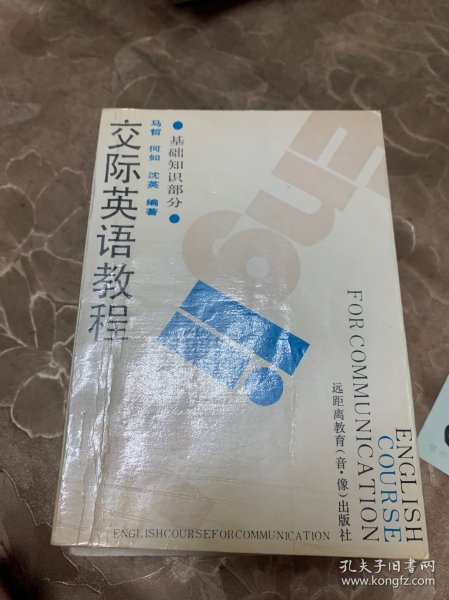 交际英语教程
●基础知识部分●
马哲 何如 沈英 编著
ENGLISH
COURSE
FOR COMMUNICATION
远距离教育(音·像)出版社
ENGLISHCOURSEFORCOMMUNICATION
孔夫子旧书网
www.kongfz.com